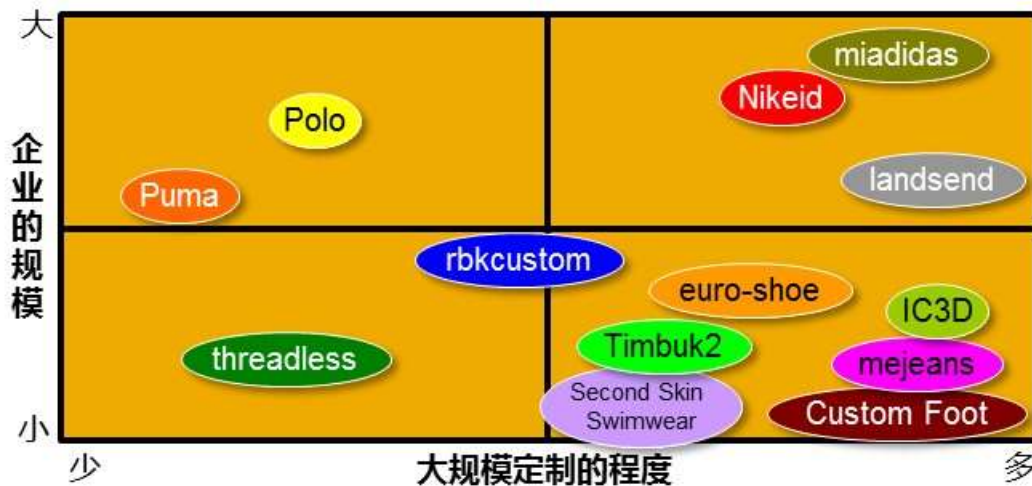 大
miadidas
Nikeid
Polo
landsend
Puma
企业的规模
rbkcustom
euro-shoe
IC3D
Timbuk2
threadless
mejeans
Second Skin
Swimwear
Custom Foot
小
少
大规模定制的程度
多